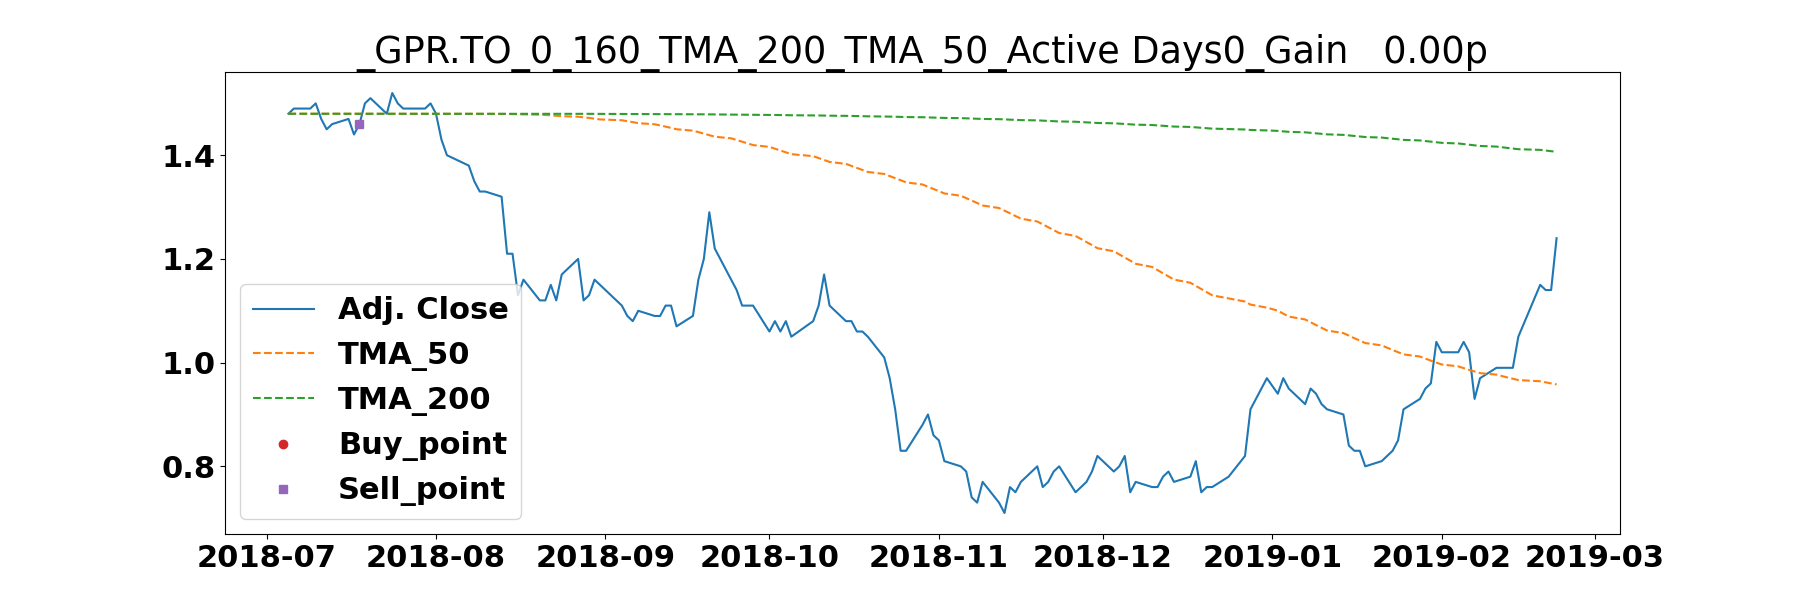 _GPR.TO_0_160_TMA_200_TMA_50_Active Days0_Gain   0.00p
1.4
1.2
1.0
0.8
Adj. Close
TMA_50
TMA_200
Buy_point
Sell_point
2018-07 2018-08 2018-09 2018-10 2018-11 2018-12 2019-01 2019-02 2019-03